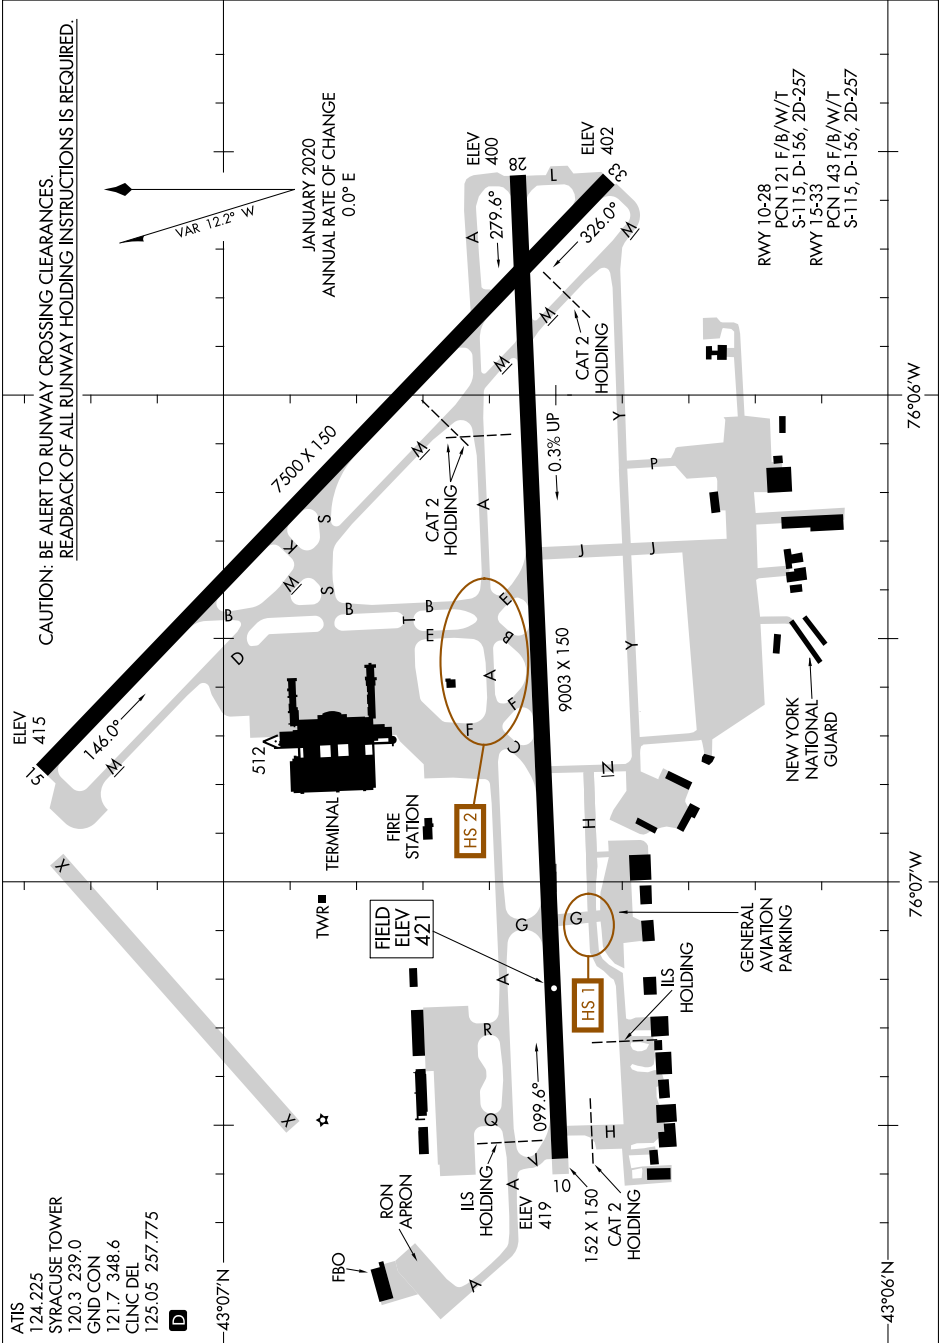 ATIS
124.225
SYRACUSE TOWER
120.3 239.0
GND CON
121.7 348.6
CLNC DEL
125.05 257.775
D
CAUTION: BE ALERT TO RUNWAY CROSSING CLEARANCES.
READBACK OF ALL RUNWAY HOLDING INSTRUCTIONS IS REQUIRED.
VAR 12.2° W
JANUARY 2020
ANNUAL RATE OF CHANGE
0.0° E
ELEV
415
15
146.0°
M
D
B
X
X
43°07'N
7500 X 150
K
M
S
S
B
T
B
E
512
TERMINAL
TWR
FIRE
STATION
FBO
RON
APRON
A
A
ILS
HOLDING
Q
R
A
G
FIELD
ELEV
421
HS 2
F
F
C
A
B
E
CAT 2
HOLDING
A
M
M
M
M
A
ELEV
400
28
279.6°
L
ELEV
402
33
326.0°
CAT 2
HOLDING
0.3% UP
9003 X 150
099.6°
V
ELEV
419
10
152 X 150
CAT 2
HOLDING
H
HS 1
G
ILS
HOLDING
GENERAL
AVIATION
PARKING
H
N
Y
J
J
Y
P
NEW YORK
NATIONAL
GUARD
RWY 10-28
PCN 121 F/B/W/T
S-115, D-156, 2D-257
RWY 15-33
PCN 143 F/B/W/T
S-115, D-156, 2D-257
76°06'W
76°07'W
43°06'N